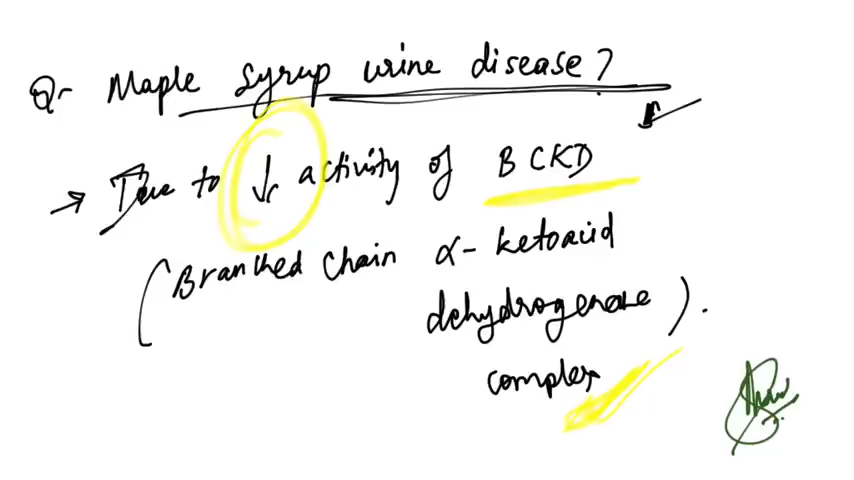 Q- Maple syrup urine disease?
→ Due to ↓ activity of BCKD
(Branched chain α- ketoacid
dehydrogenase).
complex